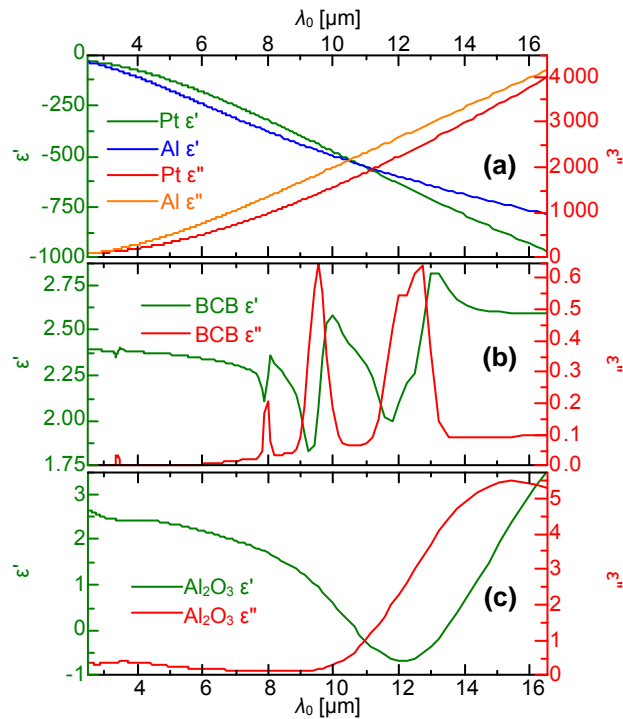 λ₀ [µm]
4 6 8 10 12 14 16
0
-250
-500
-750
-1000
ε'
Pt ε'
Al ε'
Pt ε"
Al ε"
(a)
4000
3000
2000
1000
0
ε"
2.75
2.50
2.25
2.00
1.75
ε'
BCB ε'
BCB ε"
(b)
0.6
0.5
0.4
0.3
0.2
0.1
0.0
ε"
3
2
1
0
-1
ε'
Al₂O₃ ε'
Al₂O₃ ε"
(c)
5
4
3
2
1
0
ε"
4 6 8 10 12 14 16
λ₀ [µm]